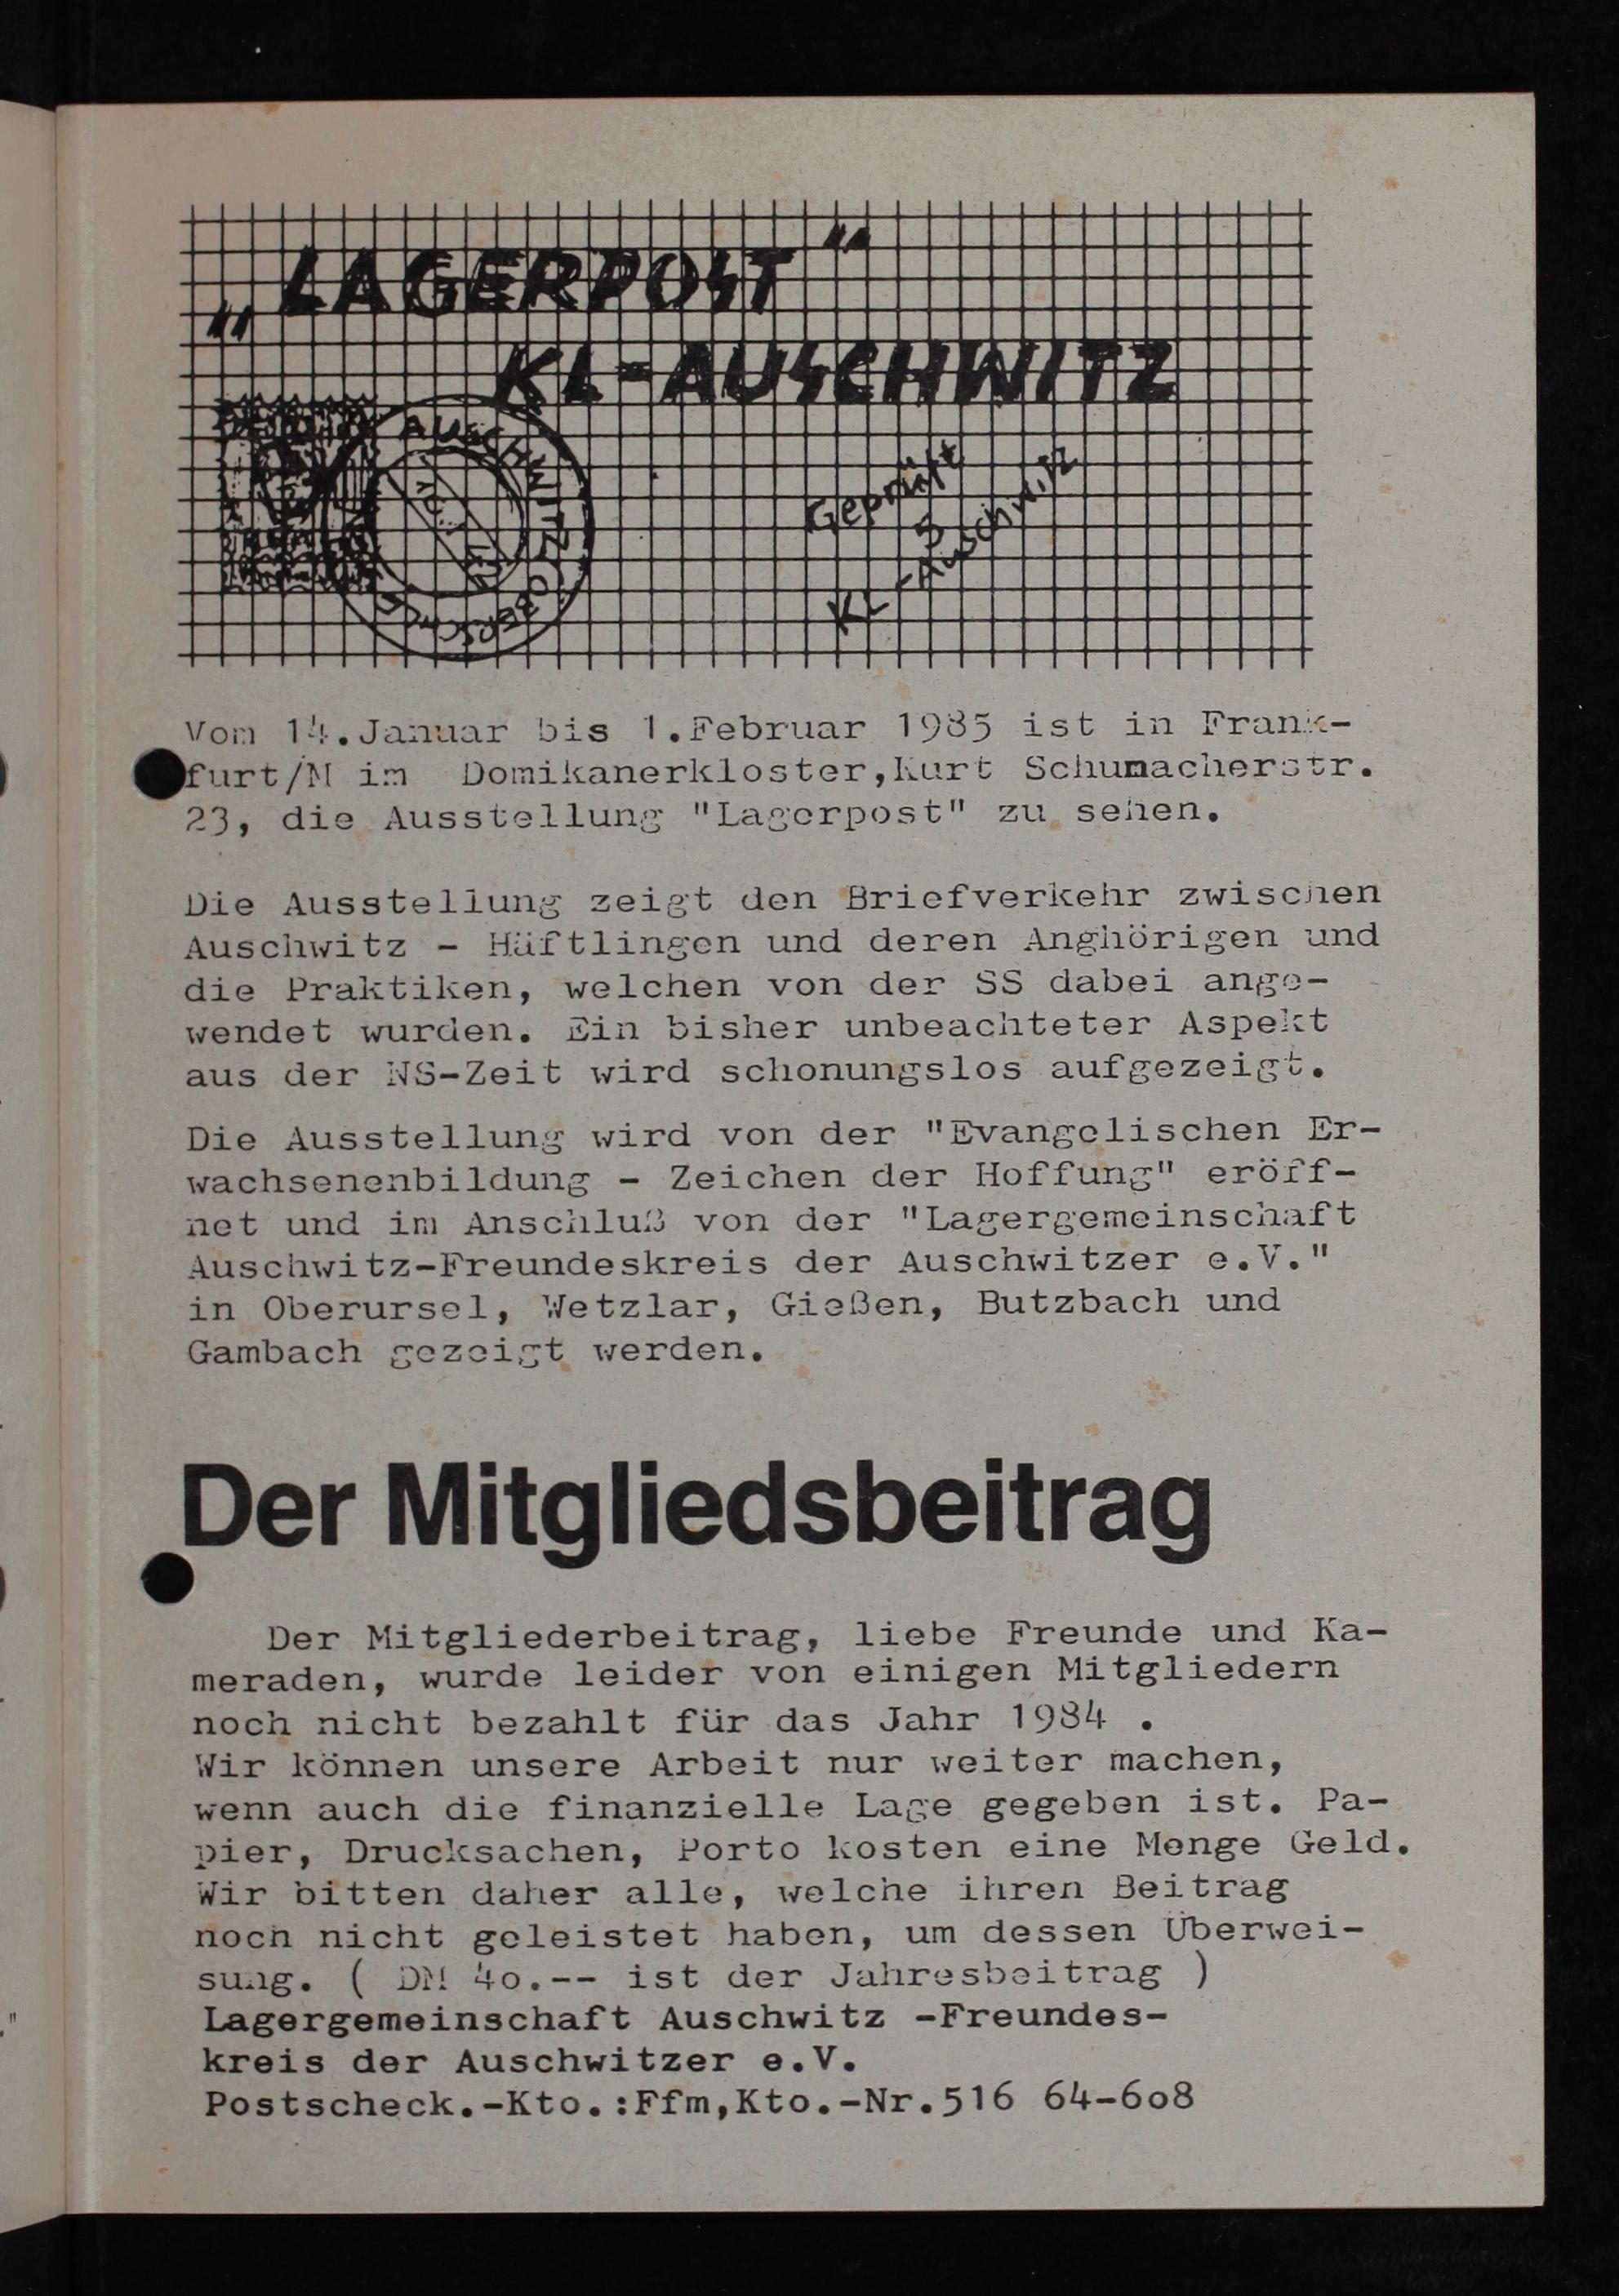 „LAGERPOST“
KL-AUSCHWITZ
AUSCHWITZ
Geprüft
8
KL-Auschwitz
Vom 14.Januar bis 1.Februar 1985 ist in Frank-
furt/M im Domikanerkloster,Kurt Schumacherstr.
23, die Ausstellung "Lagerpost" zu sehen.
Die Ausstellung zeigt den Briefverkehr zwischen
Auschwitz - Häftlingen und deren Anghörigen und
die Praktiken, welchen von der SS dabei ange-
wendet wurden. Ein bisher unbeachteter Aspekt
aus der NS-Zeit wird schonungslos aufgezeigt.
Die Ausstellung wird von der "Evangelischen Er-
wachsenenbildung - Zeichen der Hoffung" eröff-
net und im Anschluß von der "Lagergemeinschaft
Auschwitz-Freundeskreis der Auschwitzer e.V."
in Oberursel, Wetzlar, Gießen, Butzbach und
Gambach gezeigt werden.
Der Mitgliedsbeitrag
Der Mitgliederbeitrag, liebe Freunde und Ka-
meraden, wurde leider von einigen Mitgliedern
noch nicht bezahlt für das Jahr 1984 .
Wir können unsere Arbeit nur weiter machen,
wenn auch die finanzielle Lage gegeben ist. Pa-
pier, Drucksachen, Porto kosten eine Menge Geld.
Wir bitten daher alle, welche ihren Beitrag
noch nicht geleistet haben, um dessen Überwei-
sung. ( DM 4o.-- ist der Jahresbeitrag )
Lagergemeinschaft Auschwitz -Freundes-
kreis der Auschwitzer e.V.
Postscheck.-Kto.:Ffm,Kto.-Nr.516 64-6o8